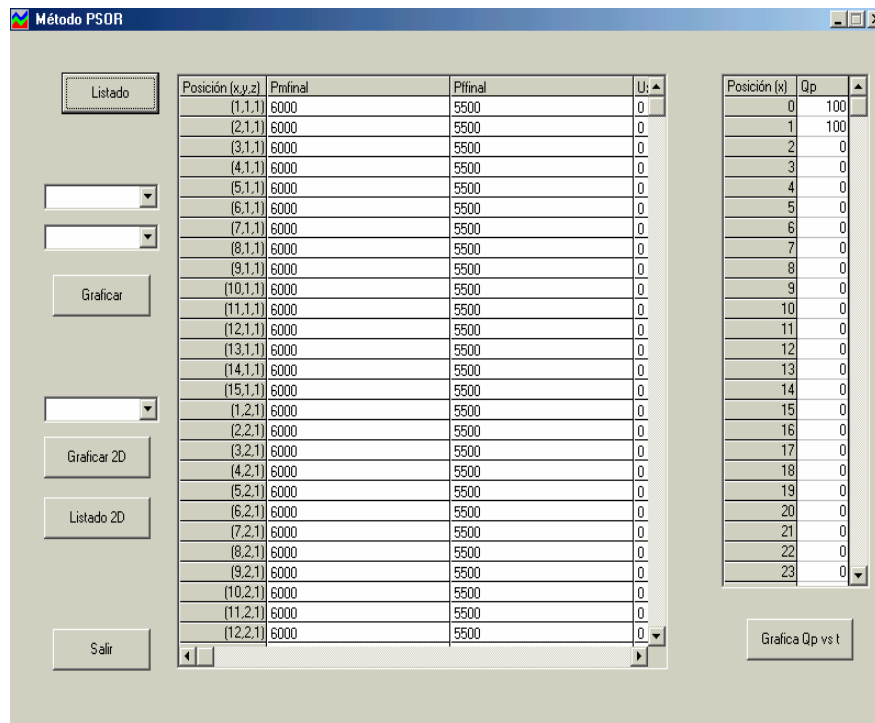 Método PSOR
Listado
Graficar
Graficar 2D
Listado 2D
Salir
Posición (x,y,z) Pmfinal Pffinal
(1,1,1) 6000 5500 0
(2,1,1) 6000 5500 0
(3,1,1) 6000 5500 0
(4,1,1) 6000 5500 0
(5,1,1) 6000 5500 0
(6,1,1) 6000 5500 0
(7,1,1) 6000 5500 0
(8,1,1) 6000 5500 0
(9,1,1) 6000 5500 0
(10,1,1) 6000 5500 0
(11,1,1) 6000 5500 0
(12,1,1) 6000 5500 0
(13,1,1) 6000 5500 0
(14,1,1) 6000 5500 0
(15,1,1) 6000 5500 0
(1,2,1) 6000 5500 0
(2,2,1) 6000 5500 0
(3,2,1) 6000 5500 0
(4,2,1) 6000 5500 0
(5,2,1) 6000 5500 0
(6,2,1) 6000 5500 0
(7,2,1) 6000 5500 0
(8,2,1) 6000 5500 0
(9,2,1) 6000 5500 0
(10,2,1) 6000 5500 0
(11,2,1) 6000 5500 0
(12,2,1) 6000 5500 0
Posición (x) Qp
0 100
1 100
2 0
3 0
4 0
5 0
6 0
7 0
8 0
9 0
10 0
11 0
12 0
13 0
14 0
15 0
16 0
17 0
18 0
19 0
20 0
21 0
22 0
23 0
Grafica Qp vs t